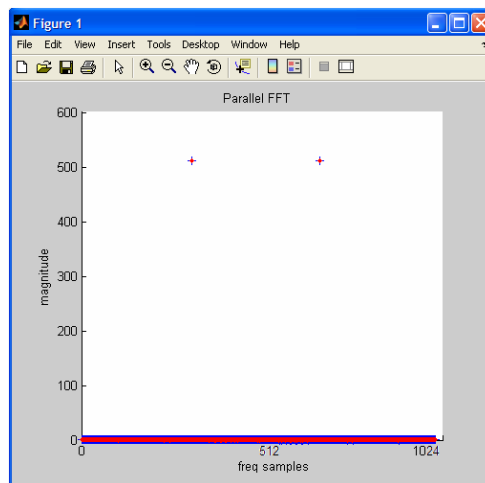 Figure 1
File Edit View Insert Tools Desktop Window Help
Parallel FFT
600
500
400
300
200
100
0
magnitude
0 512 1024
freq samples